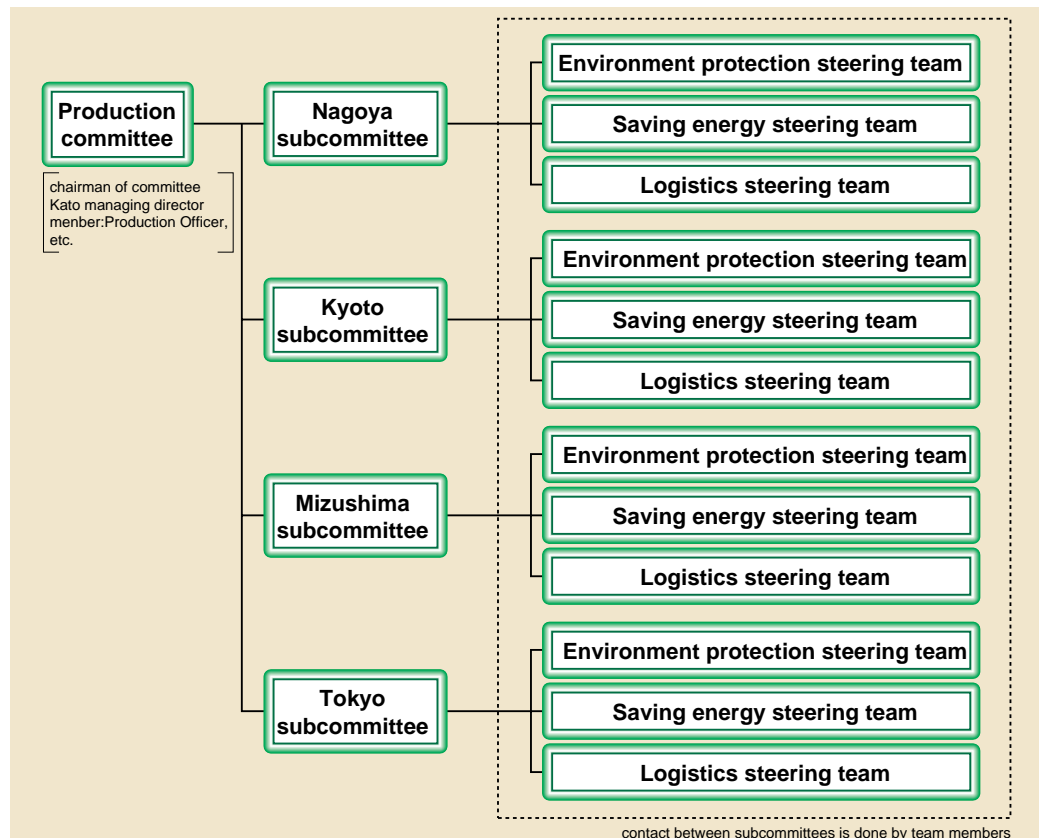 Production
committee
chairman of committee
Kato managing director
menber:Production Officer,
etc.
Nagoya
subcommittee
Environment protection steering team
Saving energy steering team
Logistics steering team
Kyoto
subcommittee
Environment protection steering team
Saving energy steering team
Logistics steering team
Mizushima
subcommittee
Environment protection steering team
Saving energy steering team
Logistics steering team
Tokyo
subcommittee
Environment protection steering team
Saving energy steering team
Logistics steering team
contact between subcommittees is done by team members